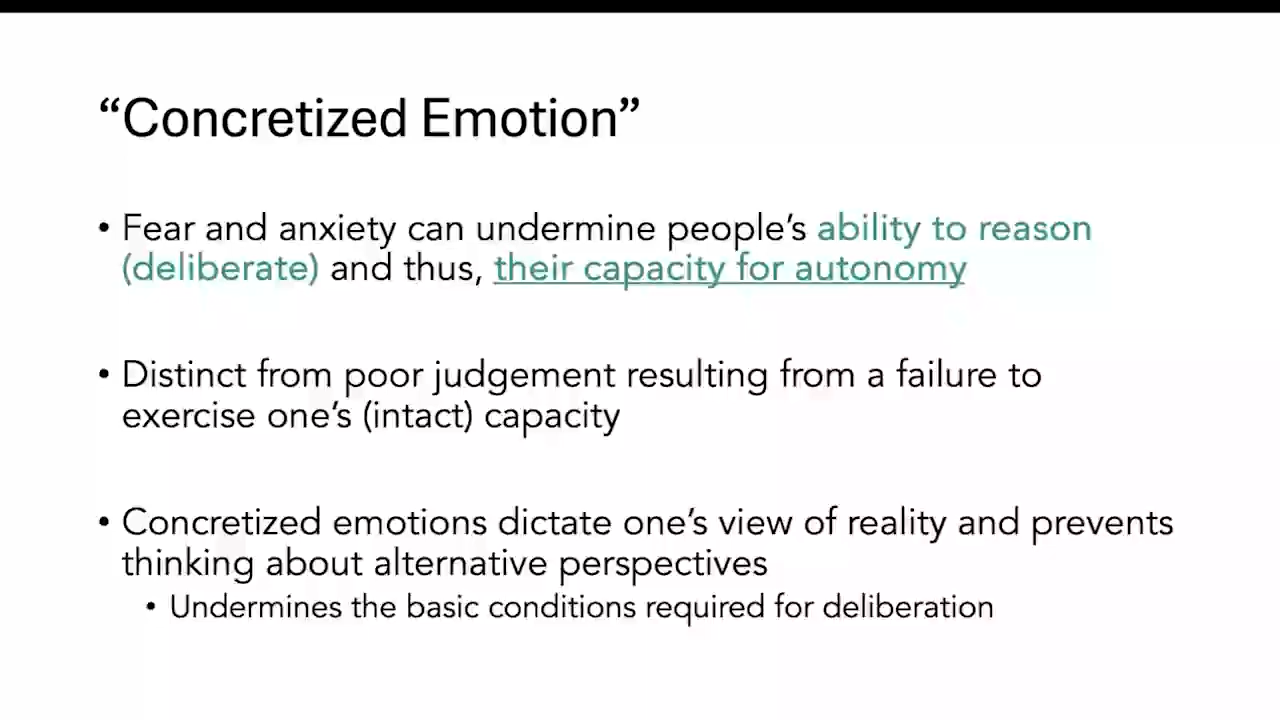 “Concretized Emotion”
• Fear and anxiety can undermine people’s ability to reason
(deliberate) and thus, their capacity for autonomy
• Distinct from poor judgement resulting from a failure to
exercise one’s (intact) capacity
• Concretized emotions dictate one’s view of reality and prevents
thinking about alternative perspectives
• Undermines the basic conditions required for deliberation